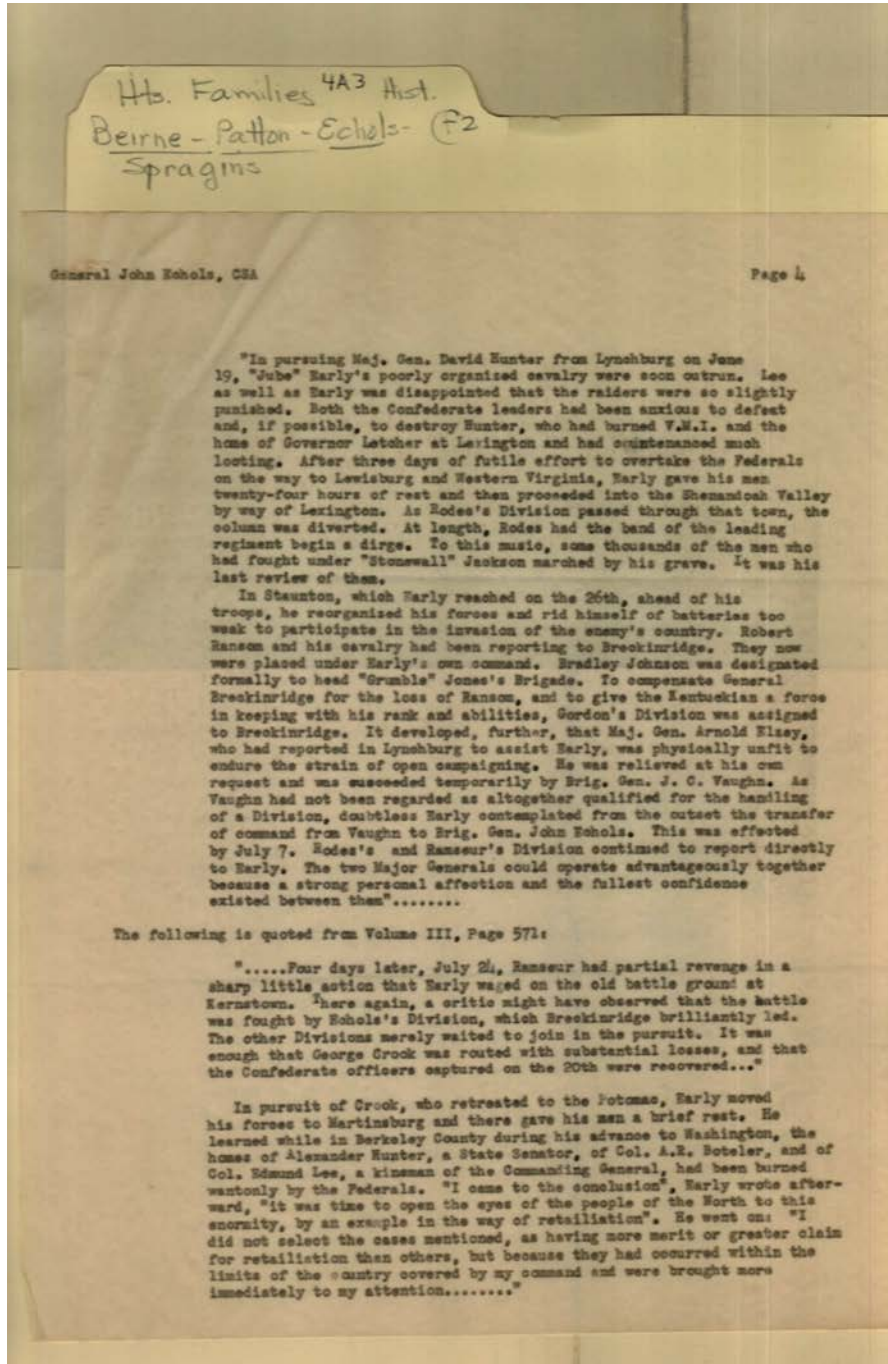 Hts. Families 4A3 Hist.
Beirne - Patton - Echols - F2
Spragins
General John Echols, CSA
Page 4
"In pursuing Maj. Gen. David Hunter from Lynchburg on June
19, "Jube" Early's poorly organized cavalry were soon outrun. Lee
as well as Early was disappointed that the raiders were so slightly
punished. Both the Confederate leaders had been anxious to defeat
and, if possible, to destroy Hunter, who had burned V.M.I. and the
home of Governor Letcher at Lexington and had countenanced much
looting. After three days of futile effort to overtake the Federals
on the way to Lewisburg and Western Virginia, Early gave his men
twenty-four hours of rest and then proceeded into the Shenandoah Valley
by way of Lexington. As Rodes's Division passed through that town, the
column was diverted. At length, Rodes had the band of the leading
regiment begin a dirge. To this music, some thousands of the men who
had fought under "Stonewall" Jackson marched by his grave. It was his
last review of them.
In Staunton, which Early reached on the 26th, ahead of his
troops, he reorganized his forces and rid himself of batteries too
weak to participate in the invasion of the enemy's country. Robert
Ransom and his cavalry had been reporting to Breckinridge. They now
were placed under Early's own command. Bradley Johnson was designated
formally to head "Grumble" Jones's Brigade. To compensate General
Breckinridge for the loss of Ransom, and to give the Kentuckian a force
in keeping with his rank and abilities, Gordon's Division was assigned
to Breckinridge. It developed, further, that Maj. Gen. Arnold Elzey,
who had reported in Lynchburg to assist Early, was physically unfit to
endure the strain of open campaigning. He was relieved at his own
request and was succeeded temporarily by Brig. Gen. J. C. Vaughn. As
Vaughn had not been regarded as altogether qualified for the handling
of a Division, doubtless Early contemplated from the outset the transfer
of command from Vaughn to Brig. Gen. John Echols. This was effected
by July 7. Rodes's and Ramseur's Division continued to report directly
to Early. The two Major Generals could operate advantageously together
because a strong personal affection and the fullest confidence
existed between them"........
The following is quoted from Volume III, Page 571:
".....Four days later, July 24, Ramseur had partial revenge in a
sharp little action that Early waged on the old battle ground at
Kernstown. There again, a critic might have observed that the battle
was fought by Echols's Division, which Breckinridge brilliantly led.
The other Divisions merely waited to join in the pursuit. It was
enough that George Crook was routed with substantial losses, and that
the Confederate officers captured on the 20th were recovered..."
In pursuit of Crook, who retreated to the Potomac, Early moved
his forces to Martinsburg and there gave his men a brief rest. He
learned while in Berkeley County during his advance to Washington, the
homes of Alexander Hunter, a State Senator, of Col. A.R. Boteler, and of
Col. Edmund Lee, a kinsman of the Commanding General, had been burned
wantonly by the Federals. "I came to the conclusion", Early wrote after-
ward, "it was time to open the eyes of the people of the North to this
enormity, by an example in the way of retailiation". He went on: "I
did not select the cases mentioned, as having more merit or greater claim
for retailiation than others, but because they had occurred within the
limits of the country covered by my command and were brought more
immediately to my attention........"